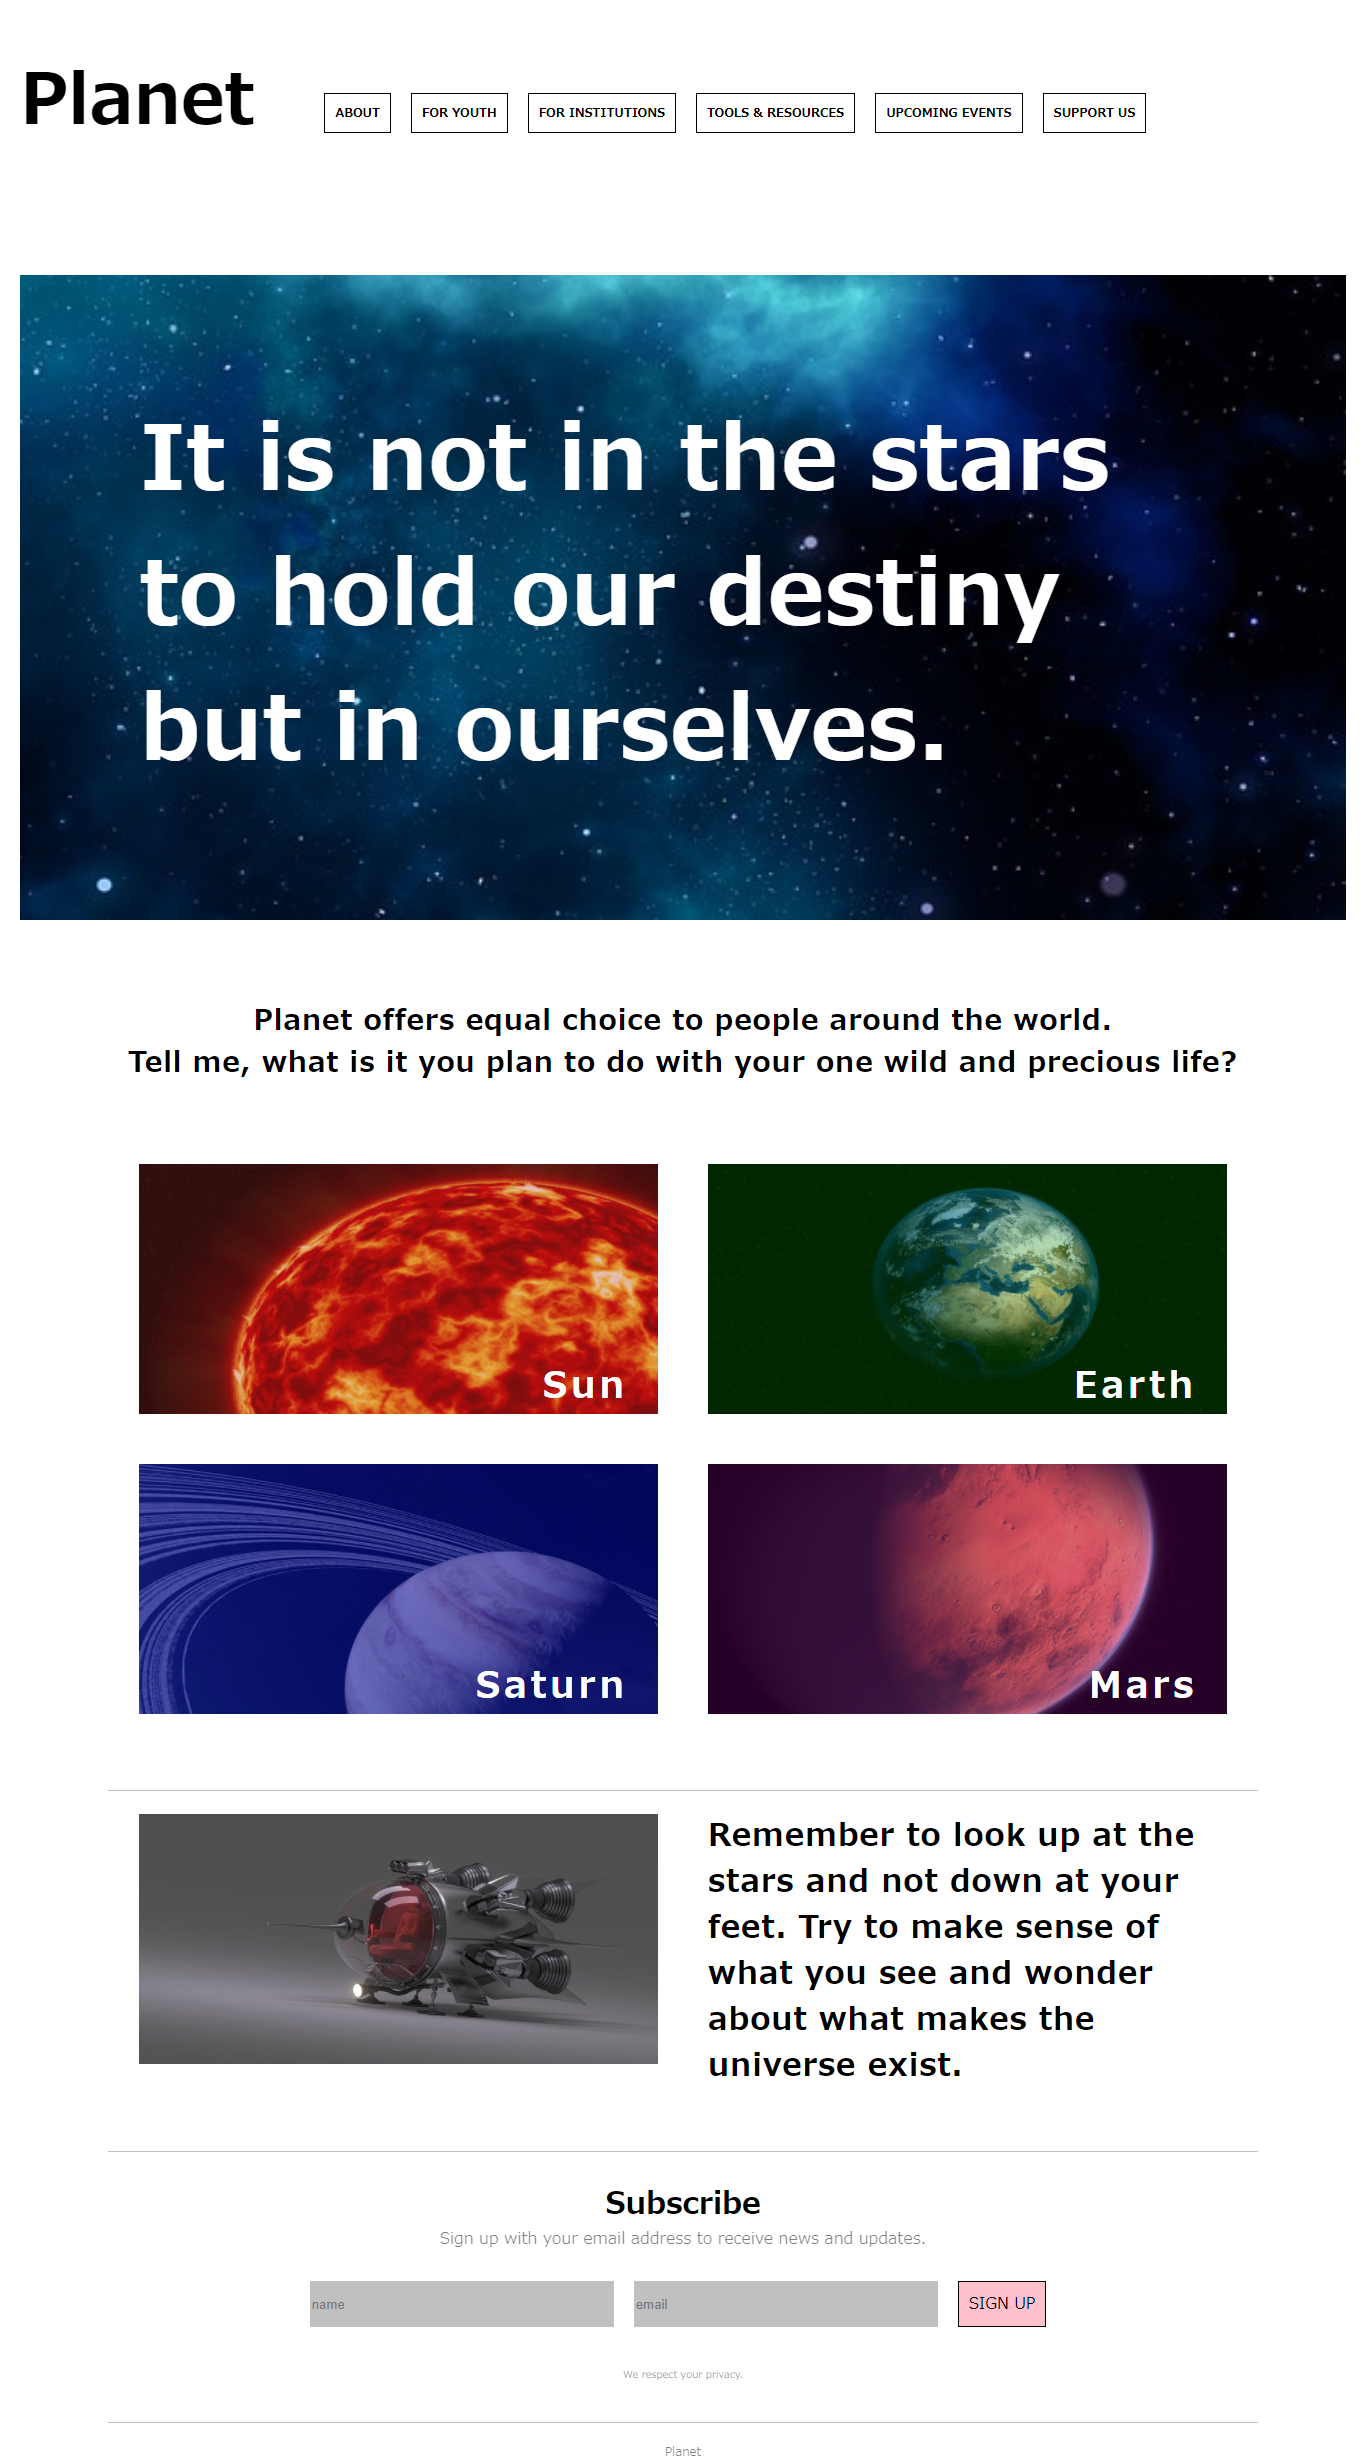 Planet
ABOUT
FOR YOUTH
FOR INSTITUTIONS
TOOLS & RESOURCES
UPCOMING EVENTS
SUPPORT US
It is not in the stars
to hold our destiny
but in ourselves.
Planet offers equal choice to people around the world.
Tell me, what is it you plan to do with your one wild and precious life?
Sun
Earth
Saturn
Mars
Remember to look up at the
stars and not down at your
feet. Try to make sense of
what you see and wonder
about what makes the
universe exist.
Subscribe
Sign up with your email address to receive news and updates.
name
email
SIGN UP
We respect your privacy.
Planet